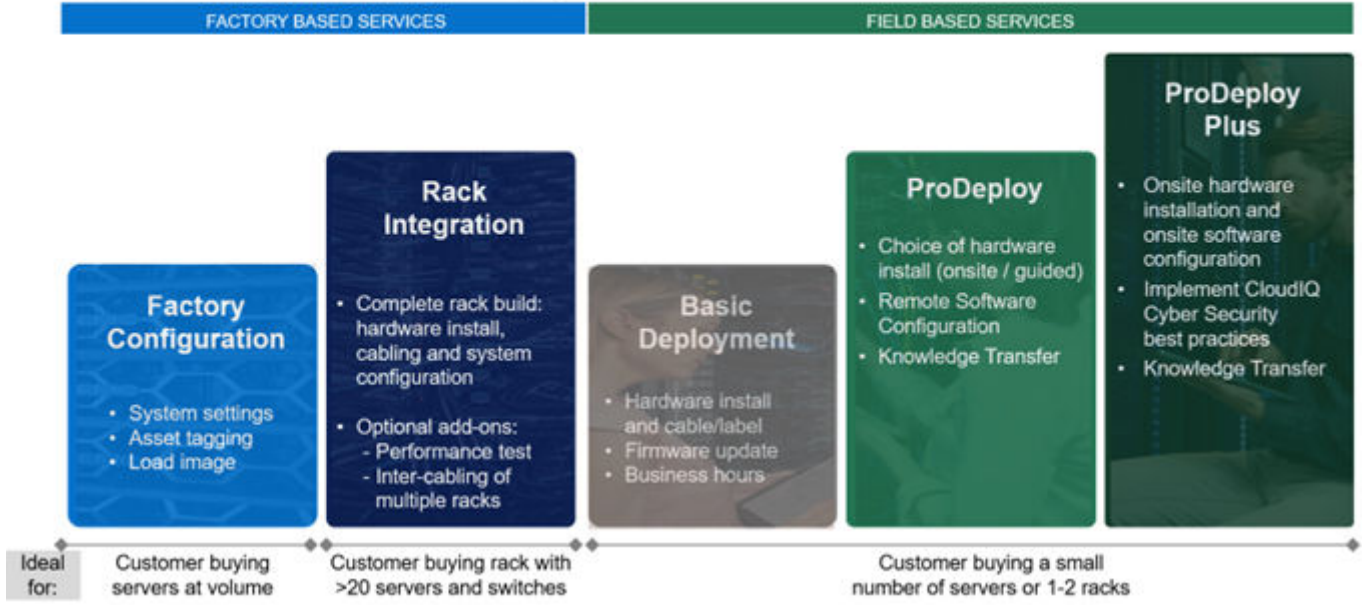 FACTORY BASED SERVICES
FIELD BASED SERVICES
Factory
Configuration
• System settings
• Asset tagging
• Load image
Rack
Integration
• Complete rack build:
hardware install,
cabling and system
configuration
• Optional add-ons:
- Performance test
- Inter-cabling of
multiple racks
Basic
Deployment
• Hardware install
and cable/label
• Firmware update
• Business hours
ProDeploy
• Choice of hardware
install (onsite / guided)
• Remote Software
Configuration
• Knowledge Transfer
ProDeploy
Plus
• Onsite hardware
installation and
onsite software
configuration
• Implement CloudIQ
Cyber Security
best practices
• Knowledge Transfer
Ideal
for:
Customer buying
servers at volume
Customer buying rack with
>20 servers and switches
Customer buying a small
number of servers or 1-2 racks